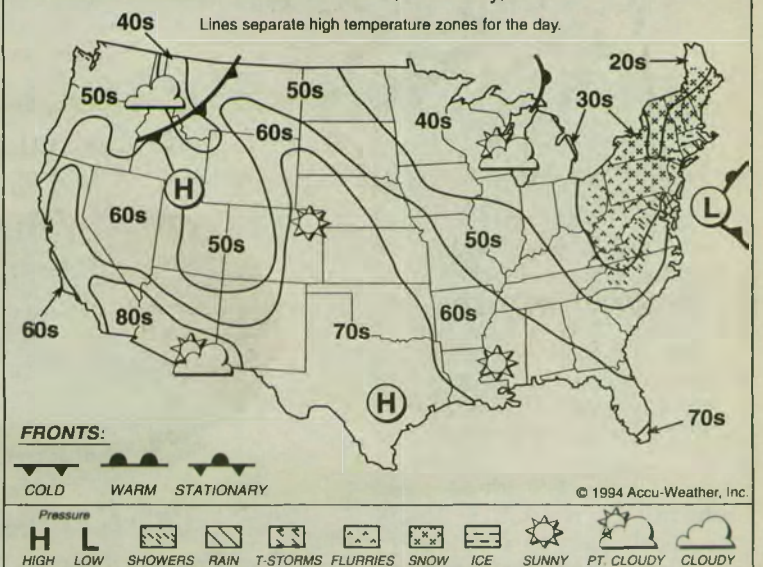 Lines separate high temperature zones for the day.
40s
20s
50s
50s
40s
30s
60s
H
L
60s
50s
50s
60s
80s
70s
60s
H
70s
FRONTS:
COLD WARM STATIONARY
© 1994 Accu-Weather, Inc.
Pressure
H L
HIGH LOW SHOWERS RAIN T-STORMS FLURRIES SNOW ICE SUNNY PT. CLOUDY CLOUDY